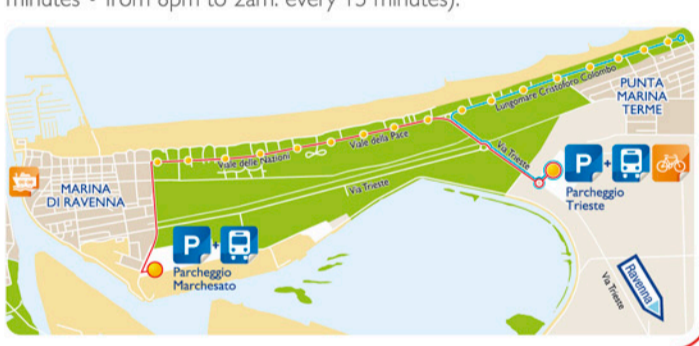 minutes • from 8pm to 2am: every 15 minutes).
PUNTA
MARINA
TERME
Lungomare Cristoforo Colombo
Viale della Pace
Viale delle Nazioni
Via Trieste
P + 
Parcheggio
Trieste
MARINA
DI RAVENNA
Via Trieste
P + 
Parcheggio
Marchesato
Ravenna
Via Trieste